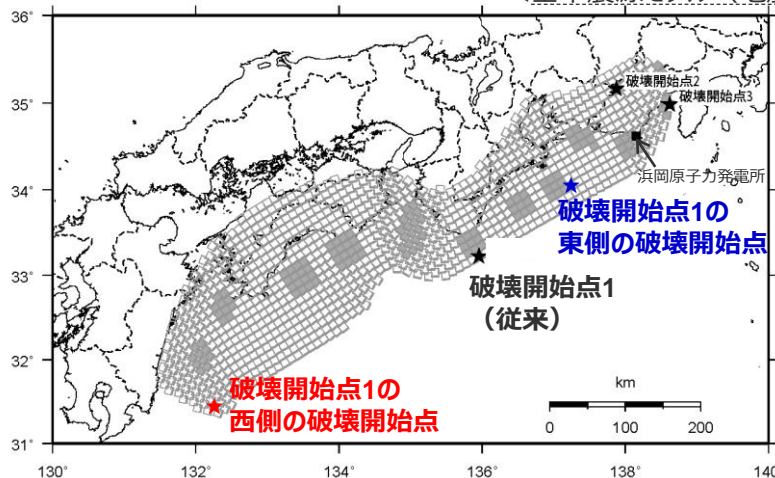 36°
35°
34°
33°
32°
31°
破壊開始点2
破壊開始点3
浜岡原子力発電所
破壊開始点1の
東側の破壊開始点
破壊開始点1
（従来）
破壊開始点1の
西側の破壊開始点
km
0 100 200
130° 132° 134° 136° 138° 140